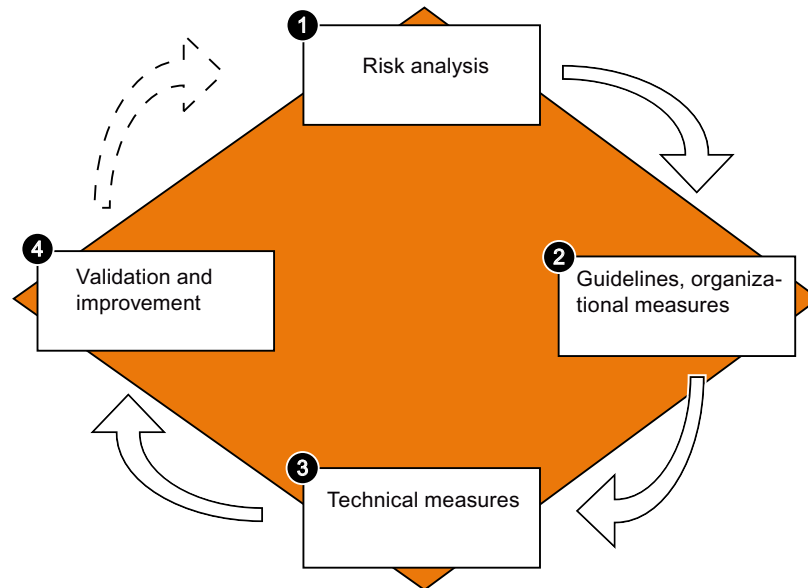 1
Risk analysis
2
Guidelines, organiza-
tional measures
3
Technical measures
4
Validation and
improvement